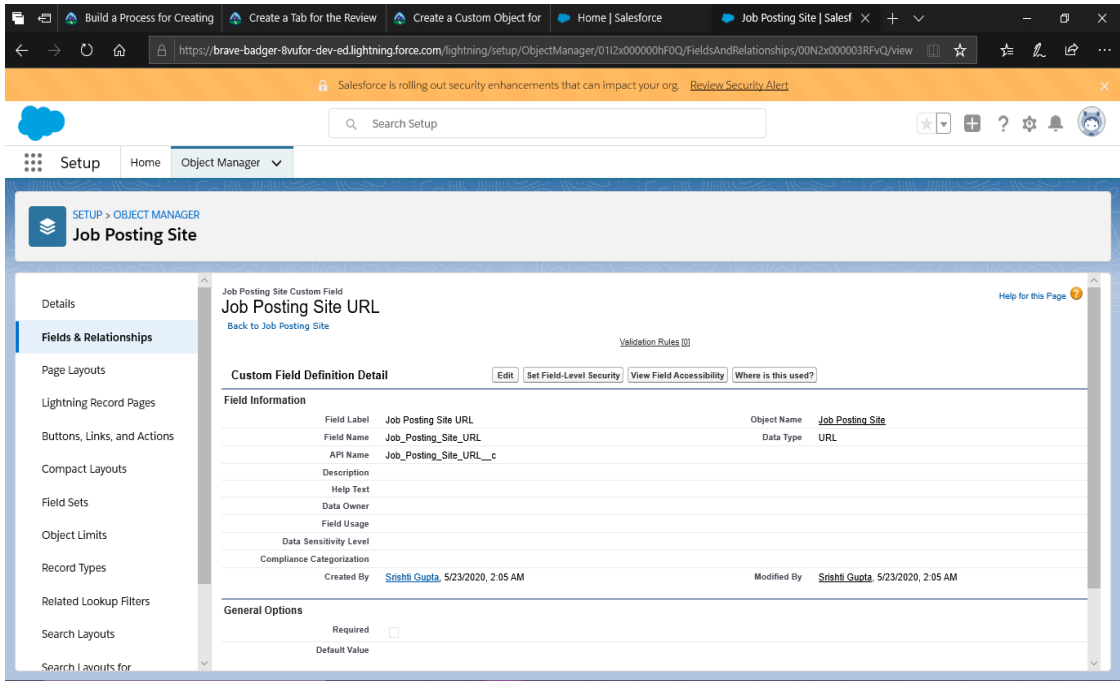 Build a Process for Creating
Create a Tab for the Review
Create a Custom Object for
Home | Salesforce
Job Posting Site | Salesf
https://brave-badger-8vufor-dev-ed.lightning.force.com/lightning/setup/ObjectManager/01I2x000000hF0Q/FieldsAndRelationships/00N2x000003RFvQ/view
Salesforce is rolling out security enhancements that can impact your org. Review Security Alert
Search Setup
Setup Home Object Manager
SETUP > OBJECT MANAGER
Job Posting Site
Details
Fields & Relationships
Page Layouts
Lightning Record Pages
Buttons, Links, and Actions
Compact Layouts
Field Sets
Object Limits
Record Types
Related Lookup Filters
Search Layouts
Search Layouts for
Job Posting Site Custom Field
Job Posting Site URL
Back to Job Posting Site
Help for this Page
Validation Rules [0]
Custom Field Definition Detail Edit Set Field-Level Security View Field Accessibility Where is this used?
Field Information
Field Label Job Posting Site URL Object Name Job Posting Site
Field Name Job_Posting_Site_URL Data Type URL
API Name Job_Posting_Site_URL__c
Description
Help Text
Data Owner
Field Usage
Data Sensitivity Level
Compliance Categorization
Created By Srishti Gupta, 5/23/2020, 2:05 AM Modified By Srishti Gupta, 5/23/2020, 2:05 AM
General Options
Required
Default Value